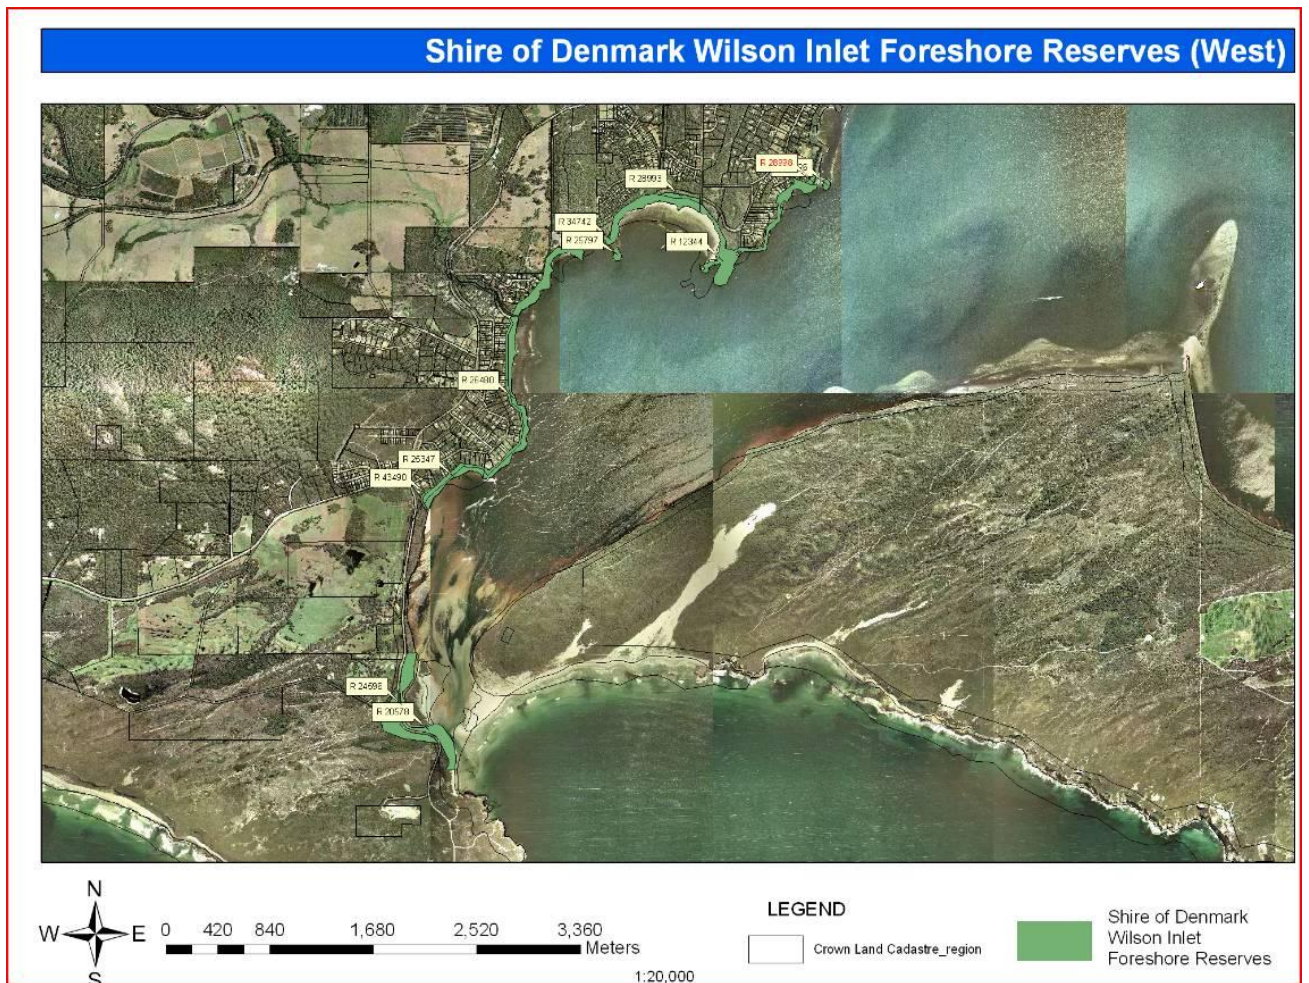 Shire of Denmark Wilson Inlet Foreshore Reserves (West)
R 28998
R 28993
R 34742
R 25797
R 12344
R 26480
R 25347
R 43490
R 24696
R 20578
N
W E
S
0 420 840 1,680 2,520 3,360
Meters
1:20,000
LEGEND
Crown Land Cadastre_region
Shire of Denmark
Wilson Inlet
Foreshore Reserves